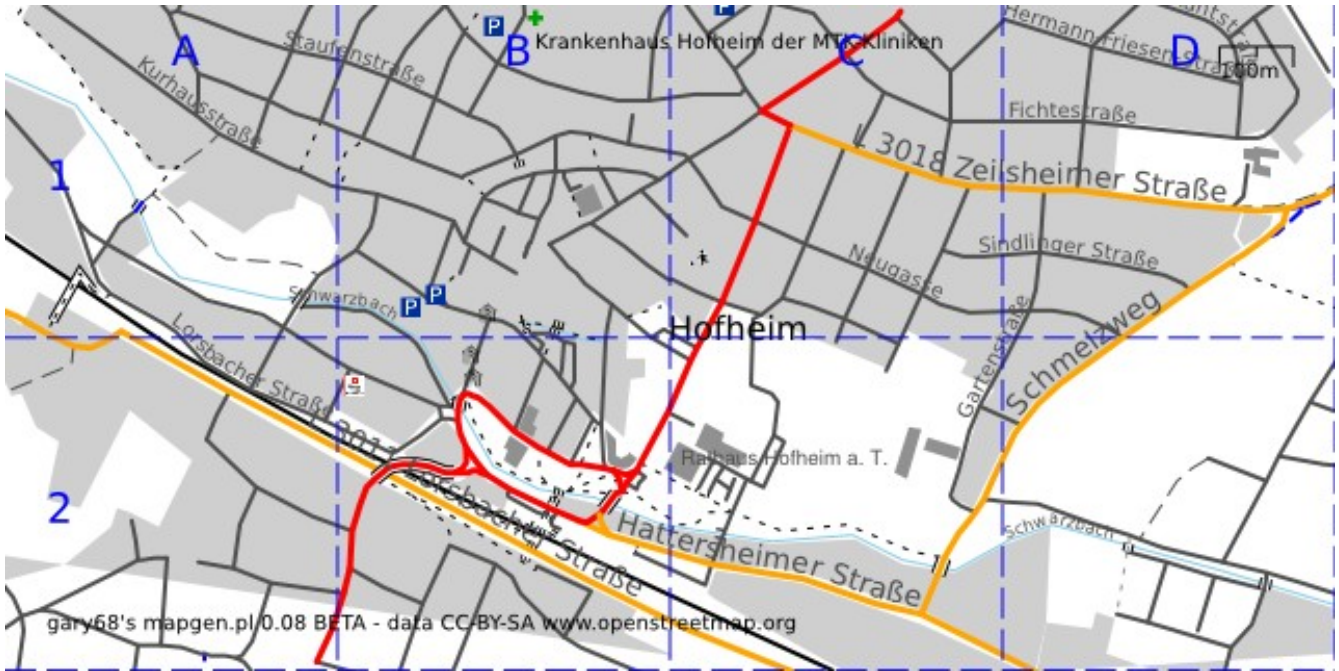 A
B
C
D
P
P
Krankenhaus Hofheim der MTK-Kliniken
Hermann-Friesen-Straße
100m
Staufenstraße
Kurhausstraße
Fichtestraße
L 3018 Zeilsheimer Straße
1
Sindlinger Straße
Neugasse
Schwarzbach
P
P
Hofheim
Lorsbacher Straße
Gartenstraße
Schmelzweg
Lorsbacher Straße
Rathaus Hofheim a. T.
2
Hattersheimer Straße
Schwarzbach
gary68's mapgen.pl 0.08 BETA - data CC-BY-SA www.openstreetmap.org